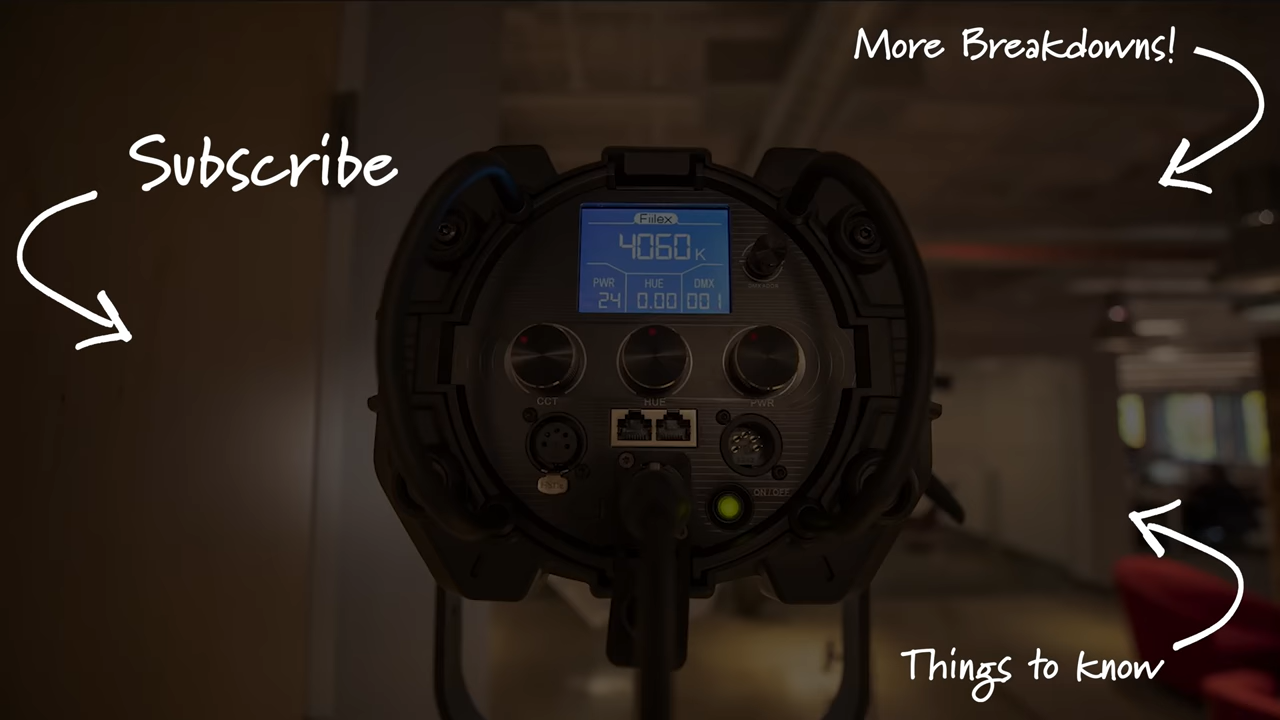 More Breakdowns!
Subscribe
Fiilex
4060 K
PWR HUE DMX
24 0.00 001
CCT HUE PWR
ON/OFF
Things to know